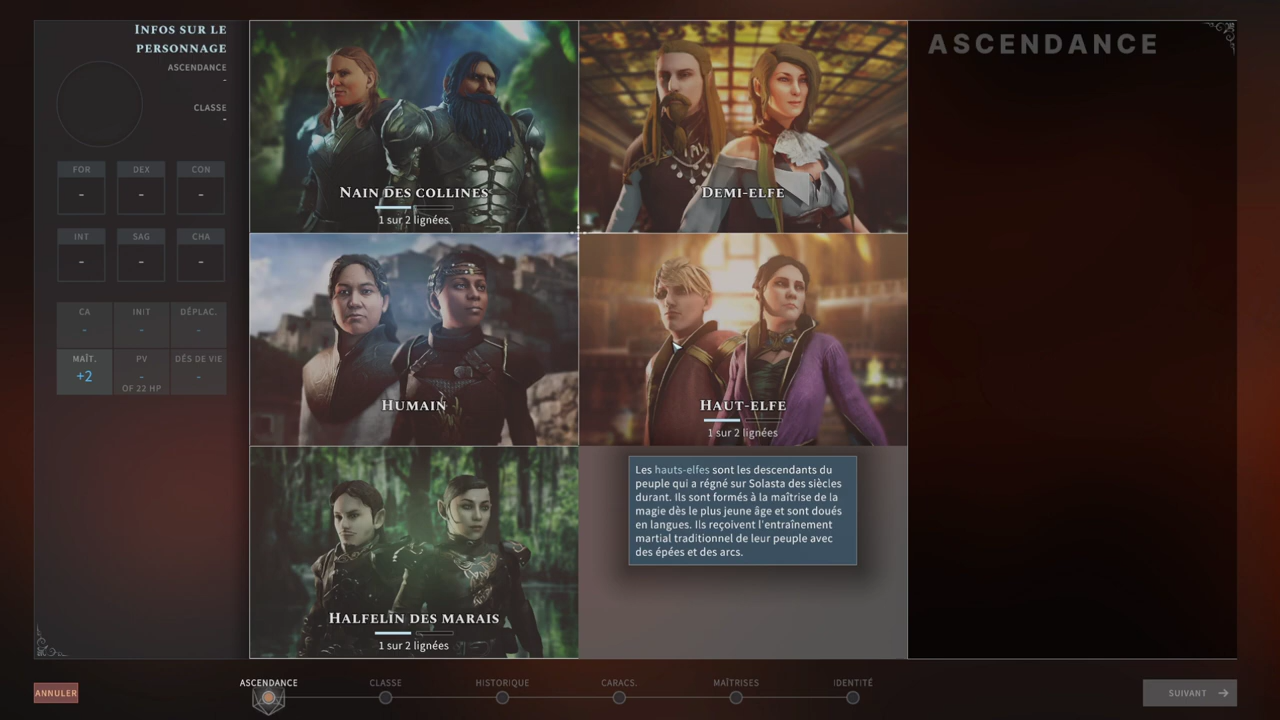 INFOS SUR LE
PERSONNAGE
ASCENDANCE
-
CLASSE
-
FOR
DEX
CON
-
-
-
INT
SAG
CHA
-
-
-
CA
INIT
DÉPLAC.
-
-
-
MAÎT.
PV
DÉS DE VIE
+2
-
-
OF 22 HP
NAIN DES COLLINES
1 sur 2 lignées
DEMI-ELFE
HUMAIN
HAUT-ELFE
1 sur 2 lignées
HALFELIN DES MARAIS
1 sur 2 lignées
Les hauts-elfes sont les descendants du
peuple qui a régné sur Solasta des siècles
durant. Ils sont formés à la maîtrise de la
magie dès le plus jeune âge et sont doués
en langues. Ils reçoivent l'entraînement
martial traditionnel de leur peuple avec
des épées et des arcs.
ASCENDANCE
ANNULER
ASCENDANCE
CLASSE
HISTORIQUE
CARACS.
MAÎTRISES
IDENTITÉ
SUIVANT